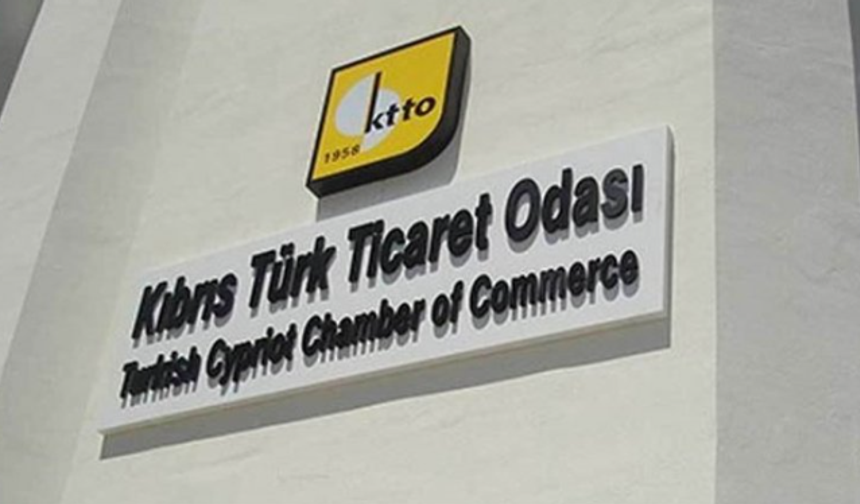 ktto
1958
Kıbrıs Türk Ticaret Odası
Turkish Cypriot Chamber of Commerce